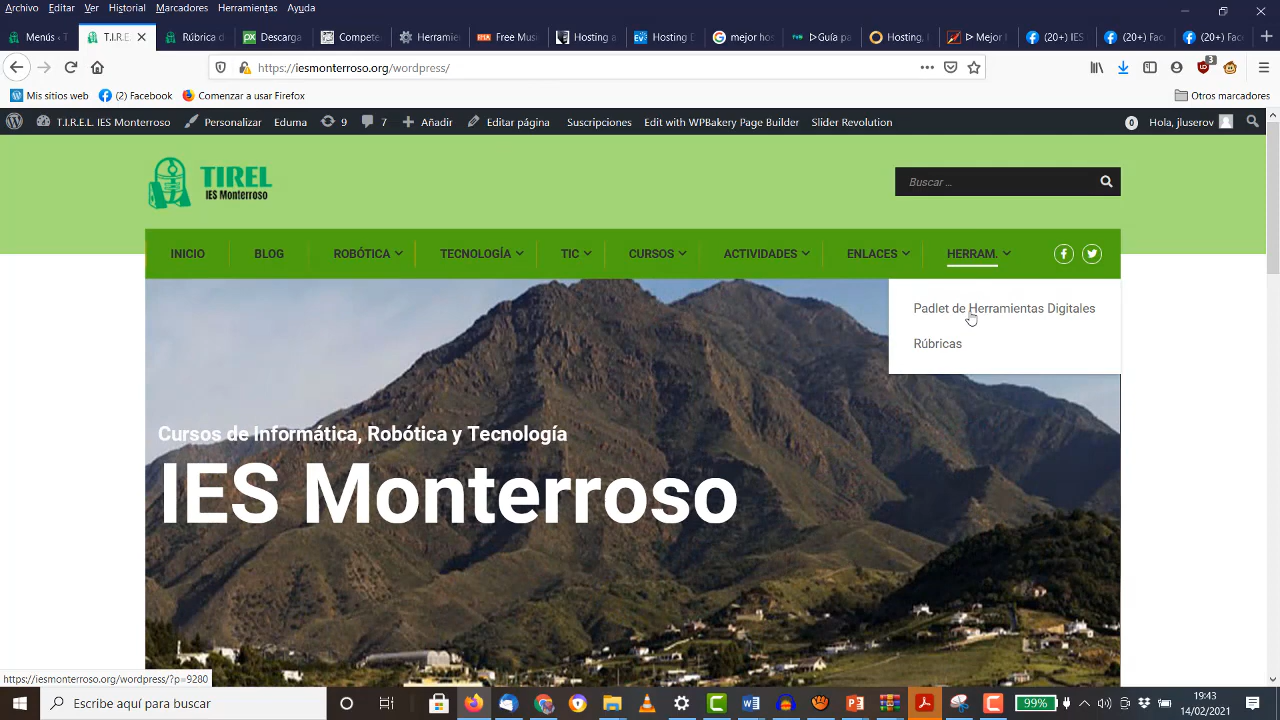 Archivo Editar Ver Historial Marcadores Herramientas Ayuda
Menús ‹ T.I.R.E. Rúbrica d Descarga Compete Herramie Free Mus Hosting a Hosting E mejor hos ▷Guía pa Hosting, ▷ Mejor h (20+) IES (20+) Fac (20+) Fac
https://iesmonterroso.org/wordpress/
3
Mis sitios web (2) Facebook Comenzar a usar Firefox Otros marcadores
T.I.R.E.L. IES Monterroso Personalizar Eduma 9 7 Añadir Editar página Suscripciones Edit with WPBakery Page Builder Slider Revolution 0 Hola, jluserov
TIREL
IES Monterroso
Buscar ...
INICIO BLOG ROBÓTICA TECNOLOGÍA TIC CURSOS ACTIVIDADES ENLACES HERRAM.
Padlet de Herramientas Digitales
Rúbricas
Cursos de Informática, Robótica y Tecnología
IES Monterroso
https://iesmonterroso.org/wordpress/?p=9280
Escribe aquí para buscar
99%
19:43
14/02/2021